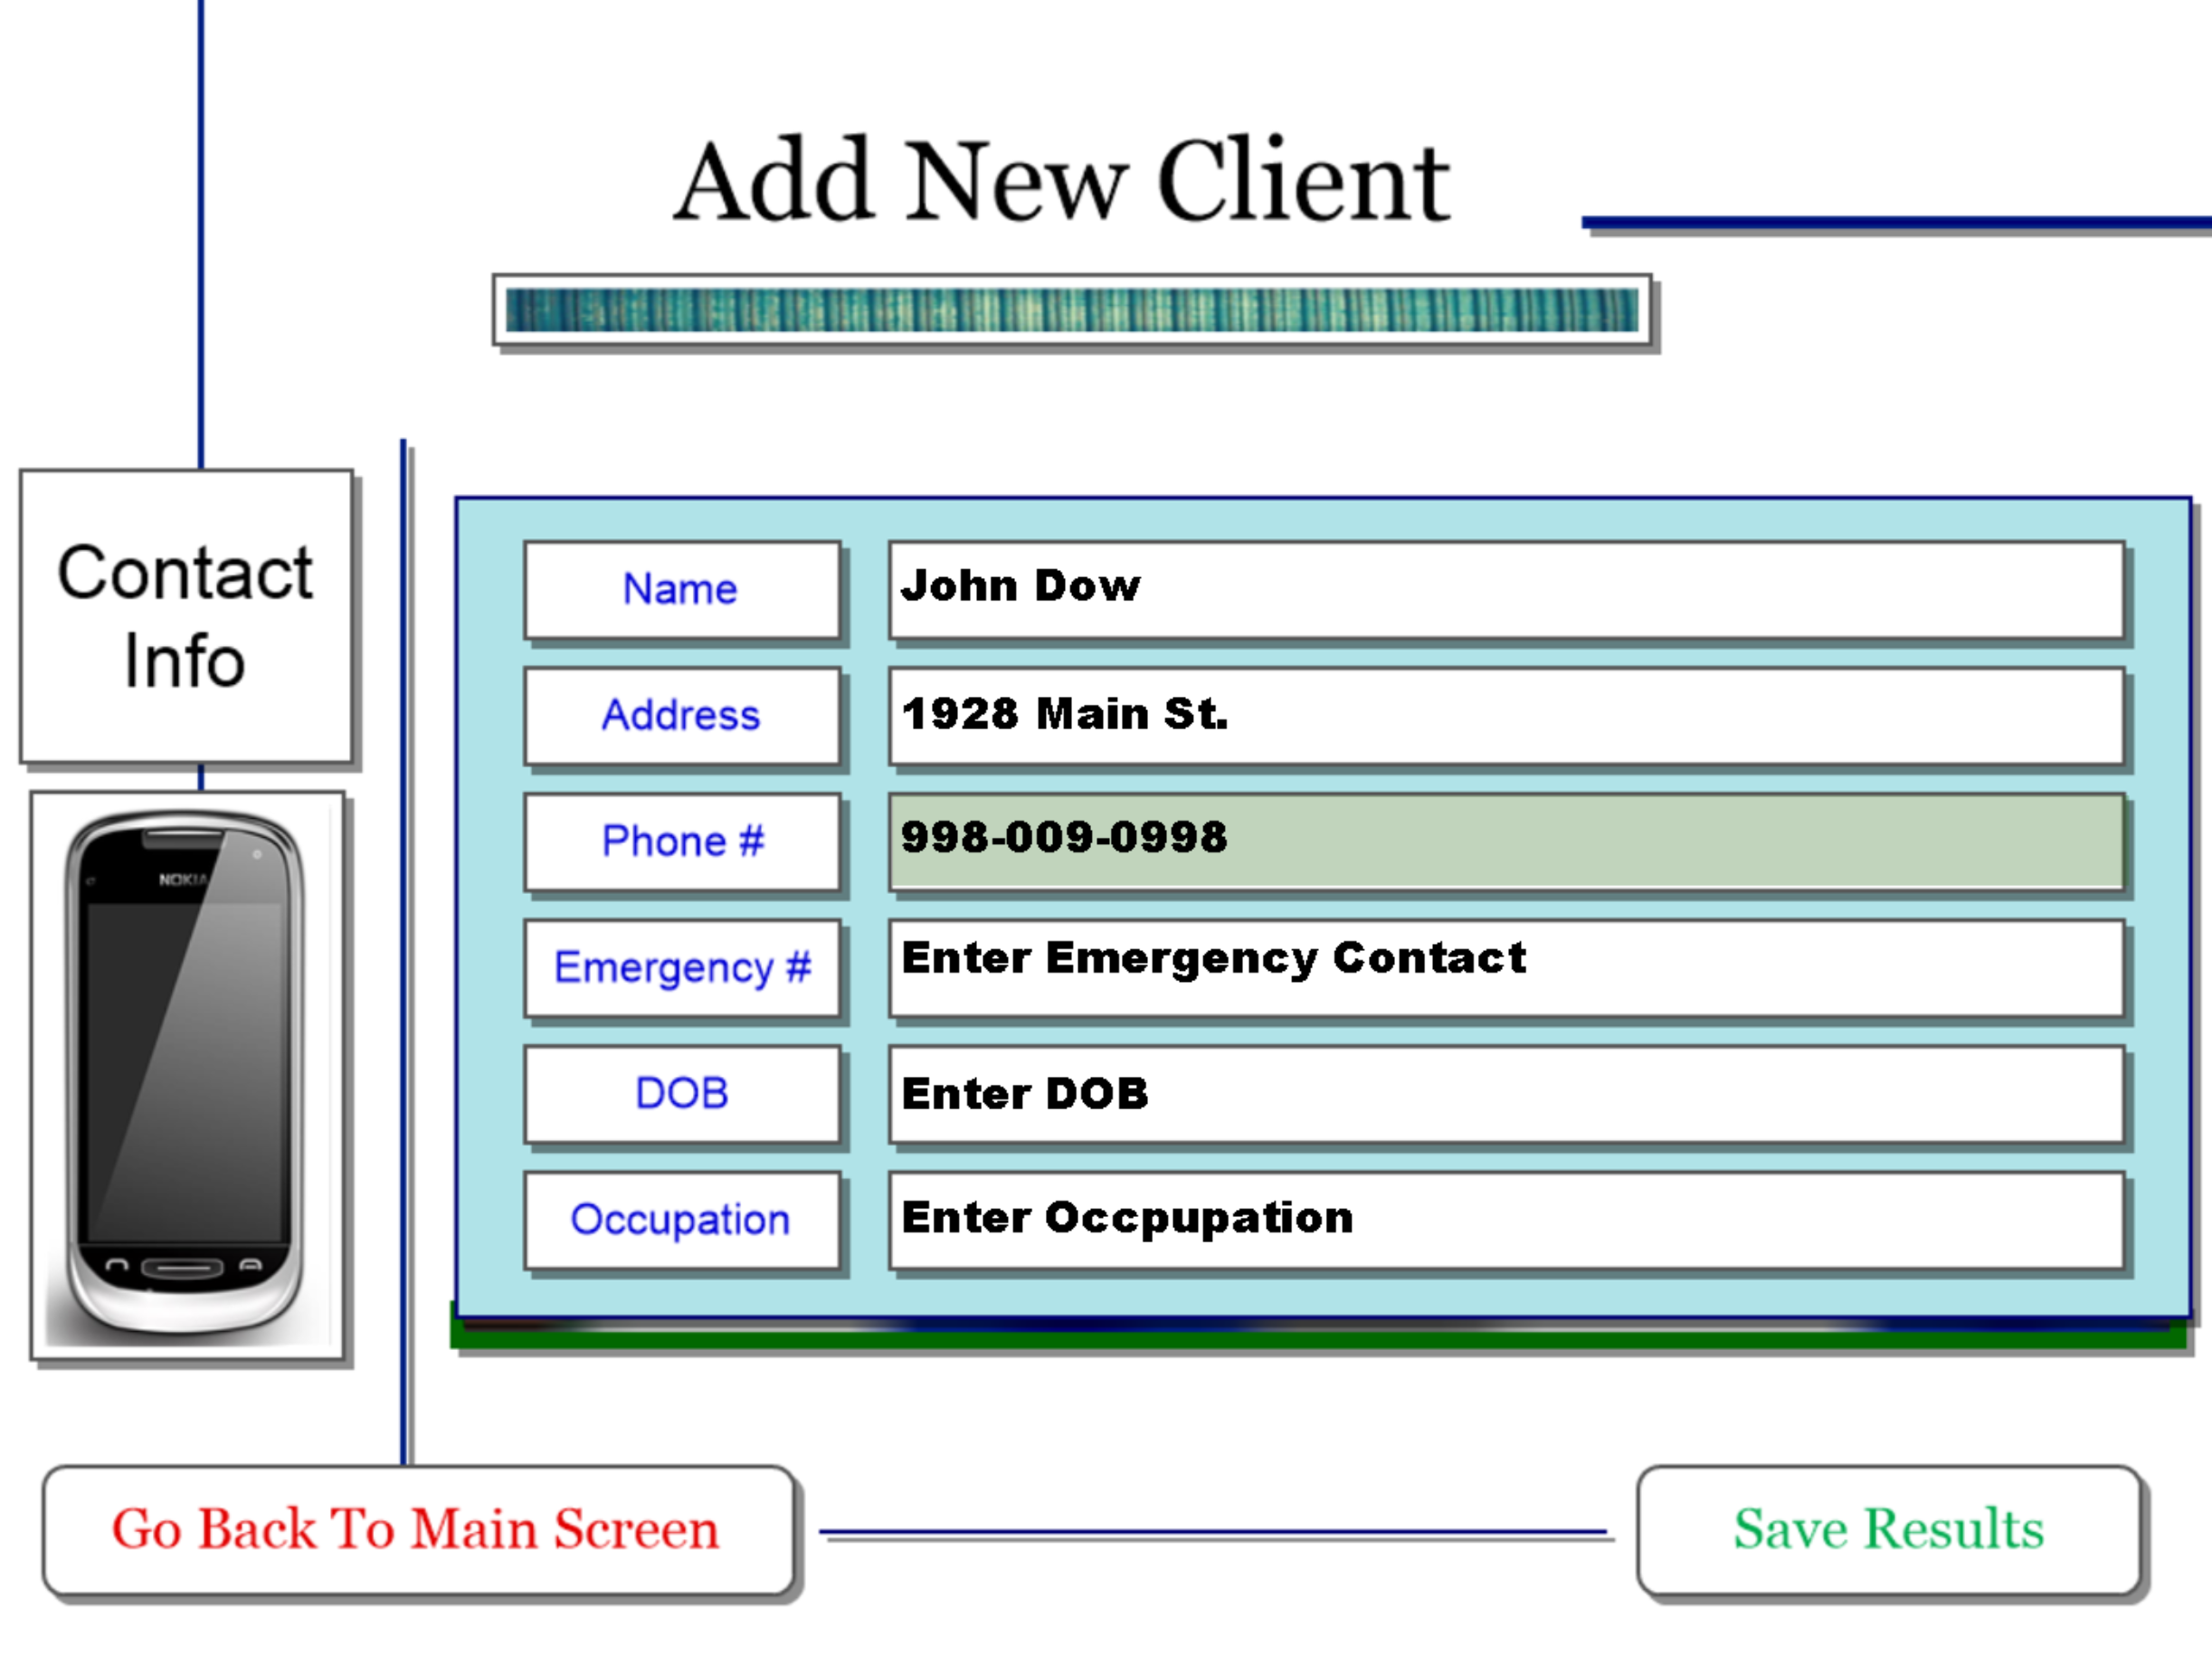 Add New Client
Contact
Info
NOKIA
Name
John Dow
Address
1928 Main St.
Phone #
998-009-0998
Emergency #
Enter Emergency Contact
DOB
Enter DOB
Occupation
Enter Occpupation
Go Back To Main Screen
Save Results